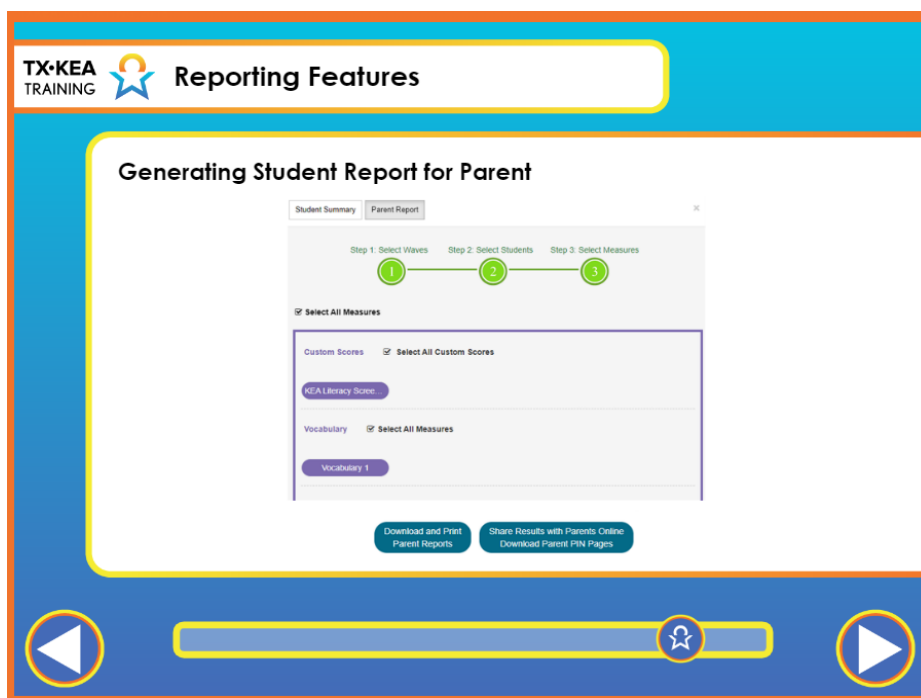 TX•KEA
TRAINING
Reporting Features
Generating Student Report for Parent
Student Summary Parent Report ×
Step 1: Select Waves Step 2: Select Students Step 3: Select Measures
1 2 3
Select All Measures
Custom Scores Select All Custom Scores
KEA Literacy Scree...
Vocabulary Select All Measures
Vocabulary 1
Download and Print
Parent Reports
Share Results with Parents Online
Download Parent PIN Pages